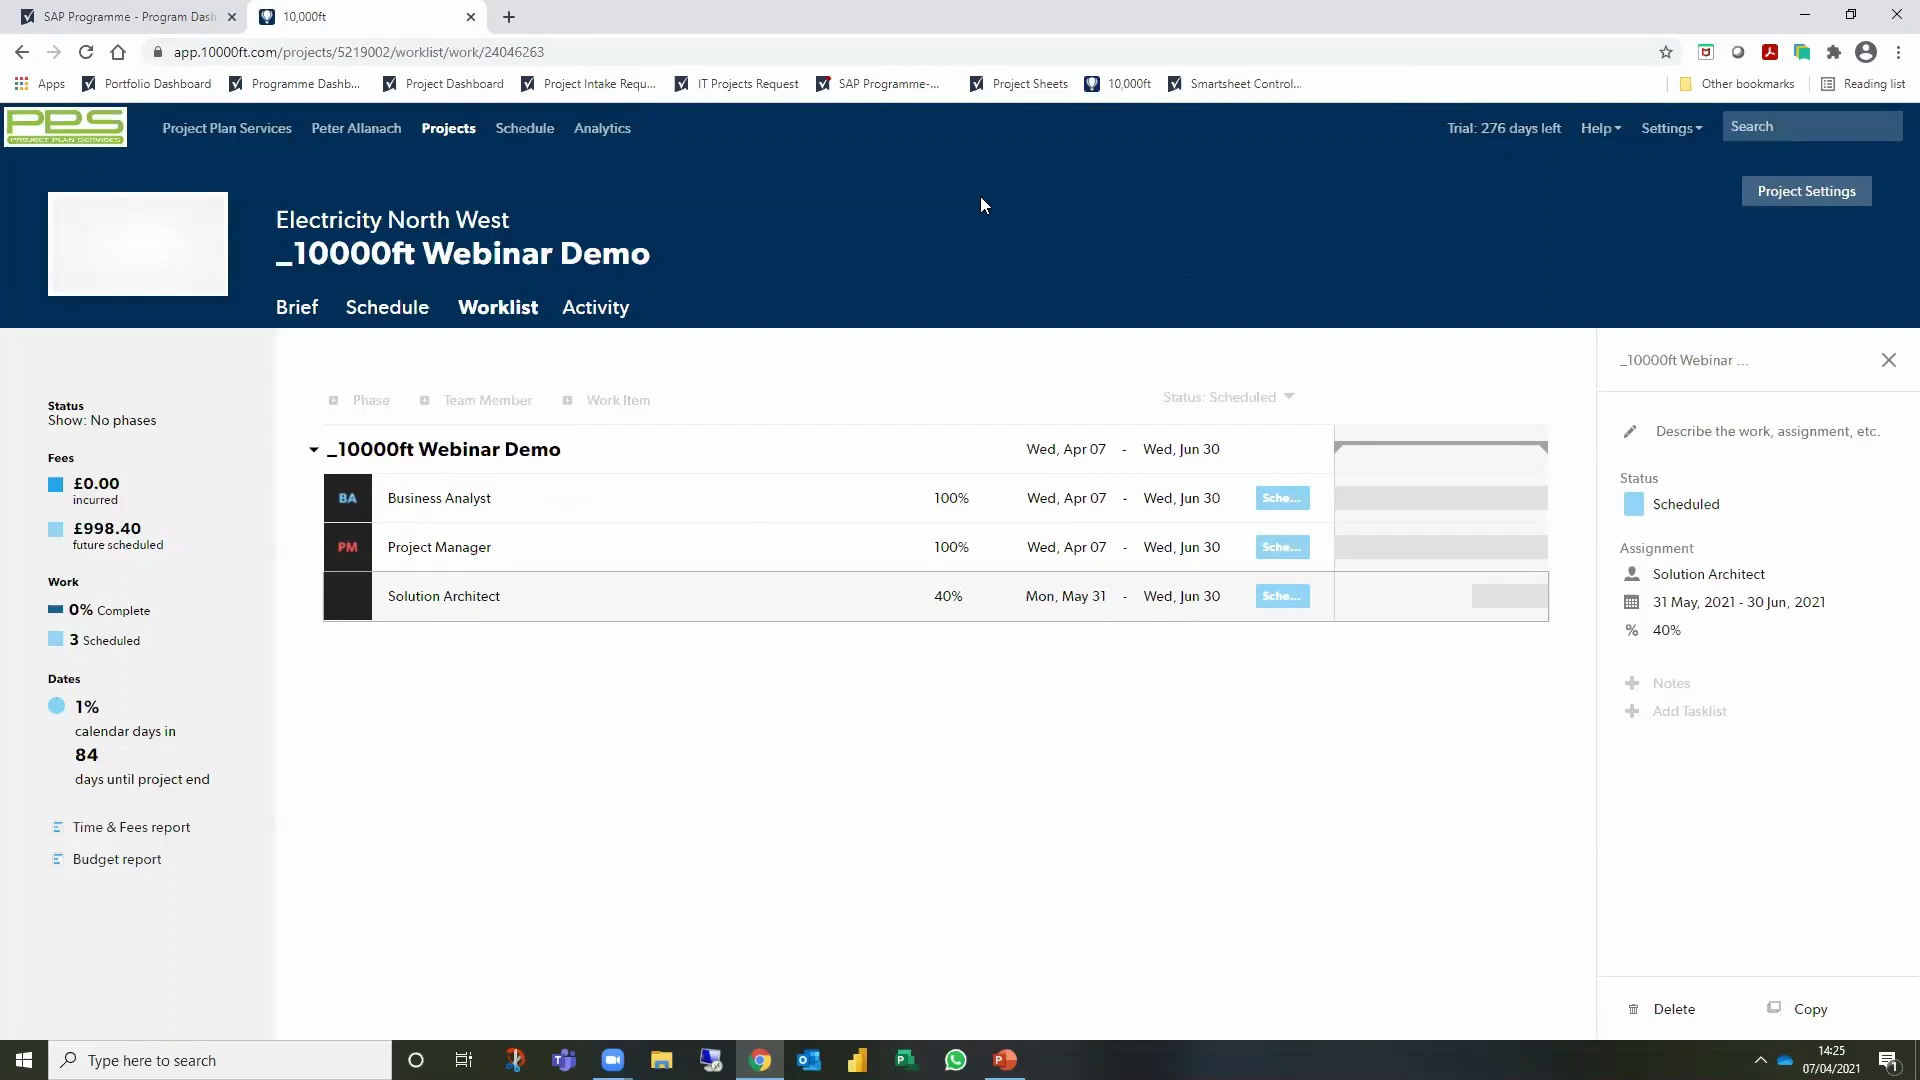 SAP Programme - Program Dash
10,000ft
app.10000ft.com/projects/5219002/worklist/work/24046263
Apps
Portfolio Dashboard
Programme Dashb...
Project Dashboard
Project Intake Requ...
IT Projects Request
SAP Programme-...
Project Sheets
10,000ft
Smartsheet Control...
Other bookmarks
Reading list
PPS
PROJECT PLAN SERVICES
Project Plan Services
Peter Allanach
Projects
Schedule
Analytics
Trial: 276 days left
Help
Settings
Search
Project Settings
Electricity North West
_10000ft Webinar Demo
Brief
Schedule
Worklist
Activity
Status
Show: No phases
Fees
£0.00
incurred
£998.40
future scheduled
Work
0% Complete
3 Scheduled
Dates
1%
calendar days in
84
days until project end
Time & Fees report
Budget report
Phase
Team Member
Work Item
Status: Scheduled
_10000ft Webinar Demo Wed, Apr 07 - Wed, Jun 30
BA Business Analyst 100% Wed, Apr 07 - Wed, Jun 30 Sche...
PM Project Manager 100% Wed, Apr 07 - Wed, Jun 30 Sche...
Solution Architect 40% Mon, May 31 - Wed, Jun 30 Sche...
_10000ft Webinar ...
Describe the work, assignment, etc.
Status
Scheduled
Assignment
Solution Architect
31 May, 2021 - 30 Jun, 2021
% 40%
Notes
Add Tasklist
Delete
Copy
Type here to search
14:25
07/04/2021
1